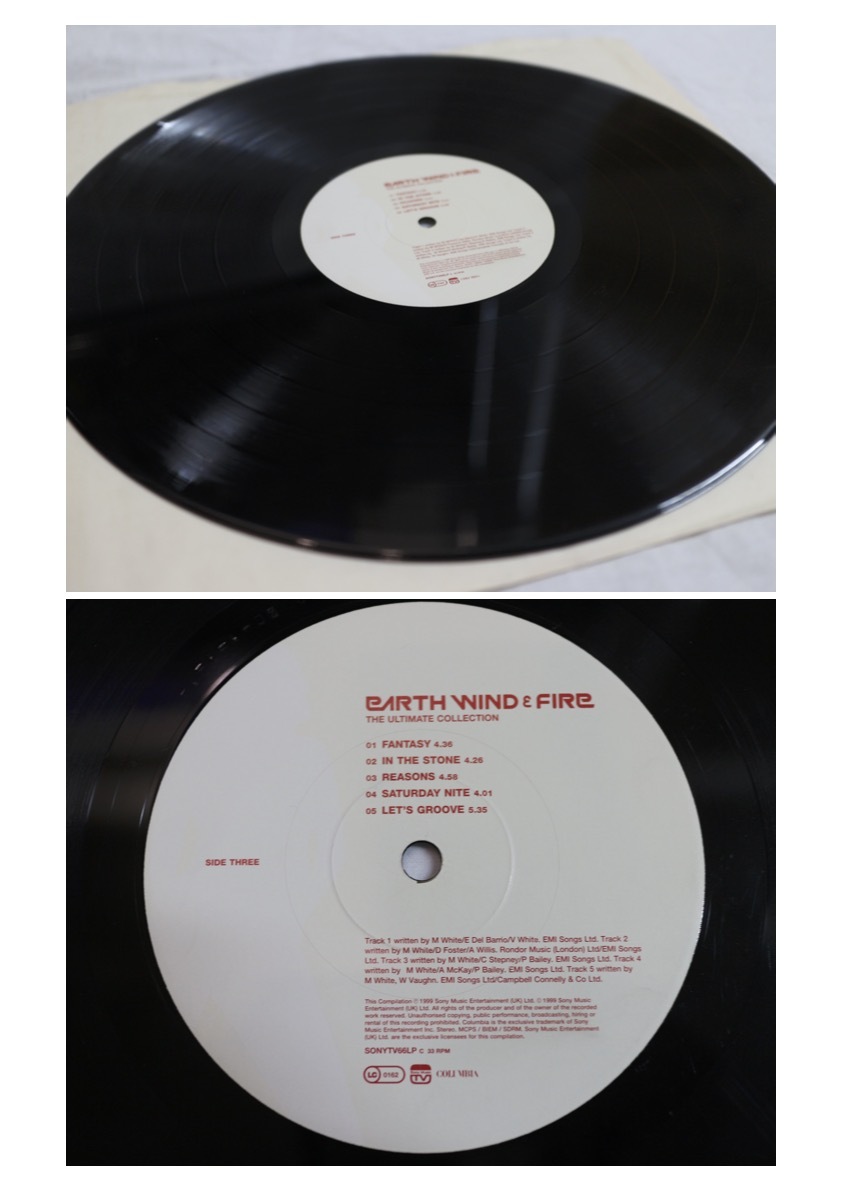 EARTH WIND & FIRE
SIDE THREE
EARTH WIND & FIRE
THE ULTIMATE COLLECTION
01 FANTASY 4.36
02 IN THE STONE 4.26
03 REASONS 4.58
04 SATURDAY NITE 4.01
05 LET'S GROOVE 5.35
SIDE THREE
Track 1 written by M White/E Del Barrio/V White. EMI Songs Ltd. Track 2
written by M White/D Foster/A Willis. Rondor Music (London) Ltd/EMI Songs
Ltd. Track 3 written by M White/C Stepney/P Bailey. EMI Songs Ltd. Track 4
written by M White/A McKay/P Bailey. EMI Songs Ltd. Track 5 written by
M White, W Vaughn. EMI Songs Ltd/Campbell Connelly & Co Ltd.
This Compilation ℗ 1999 Sony Music Entertainment (UK) Ltd. © 1999 Sony Music
Entertainment (UK) Ltd. All rights of the producer and of the owner of the recorded
work reserved. Unauthorised copying, public performance, broadcasting, hiring or
rental of this recording prohibited. Columbia is the exclusive trademark of Sony
Music Entertainment Inc. Stereo. MCPS / BIEM / SDRM. Sony Music Entertainment
(UK) Ltd. are the exclusive licensees for this compilation.
SONYTV66LP C 33 RPM
LC 0162 TV COLUMBIA